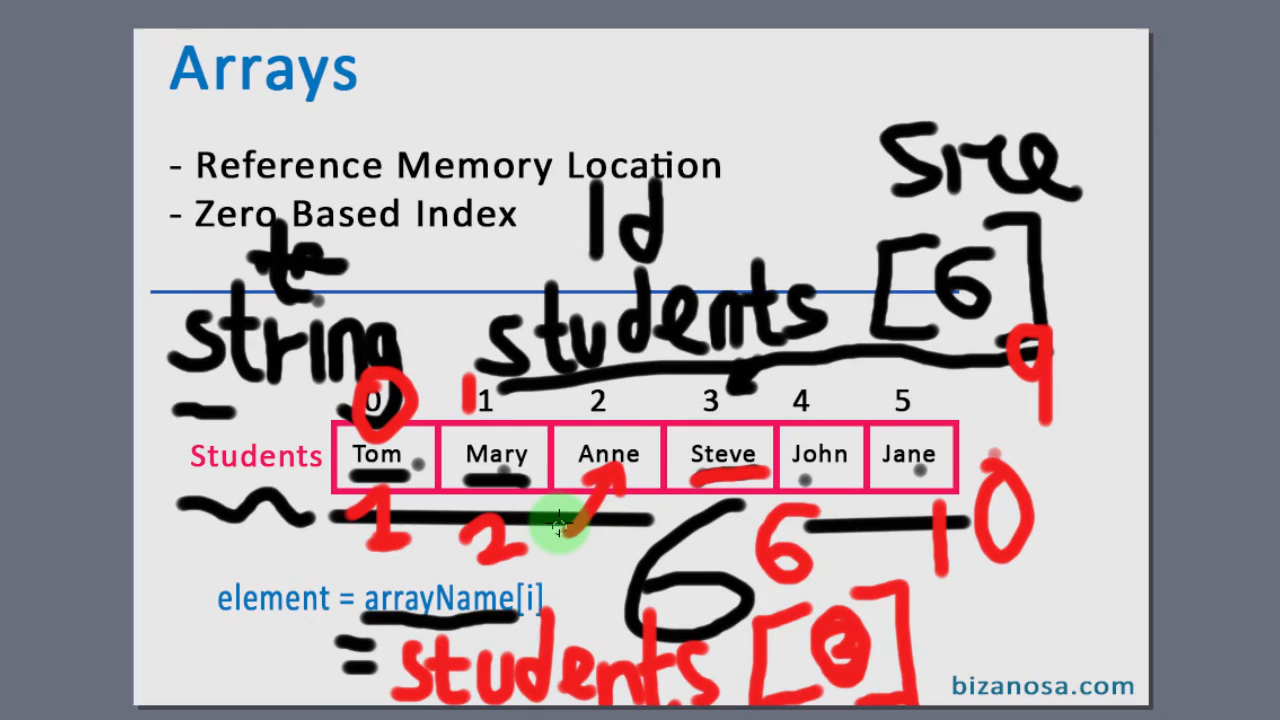 Arrays
- Reference Memory Location
- Zero Based Index
size
1d
string students [6]
9
0 1
0 1 2 3 4 5
Students Tom Mary Anne Steve John Jane
1 2 6 6 10
element = arrayName[i]
= students [ ]
bizanosa.com